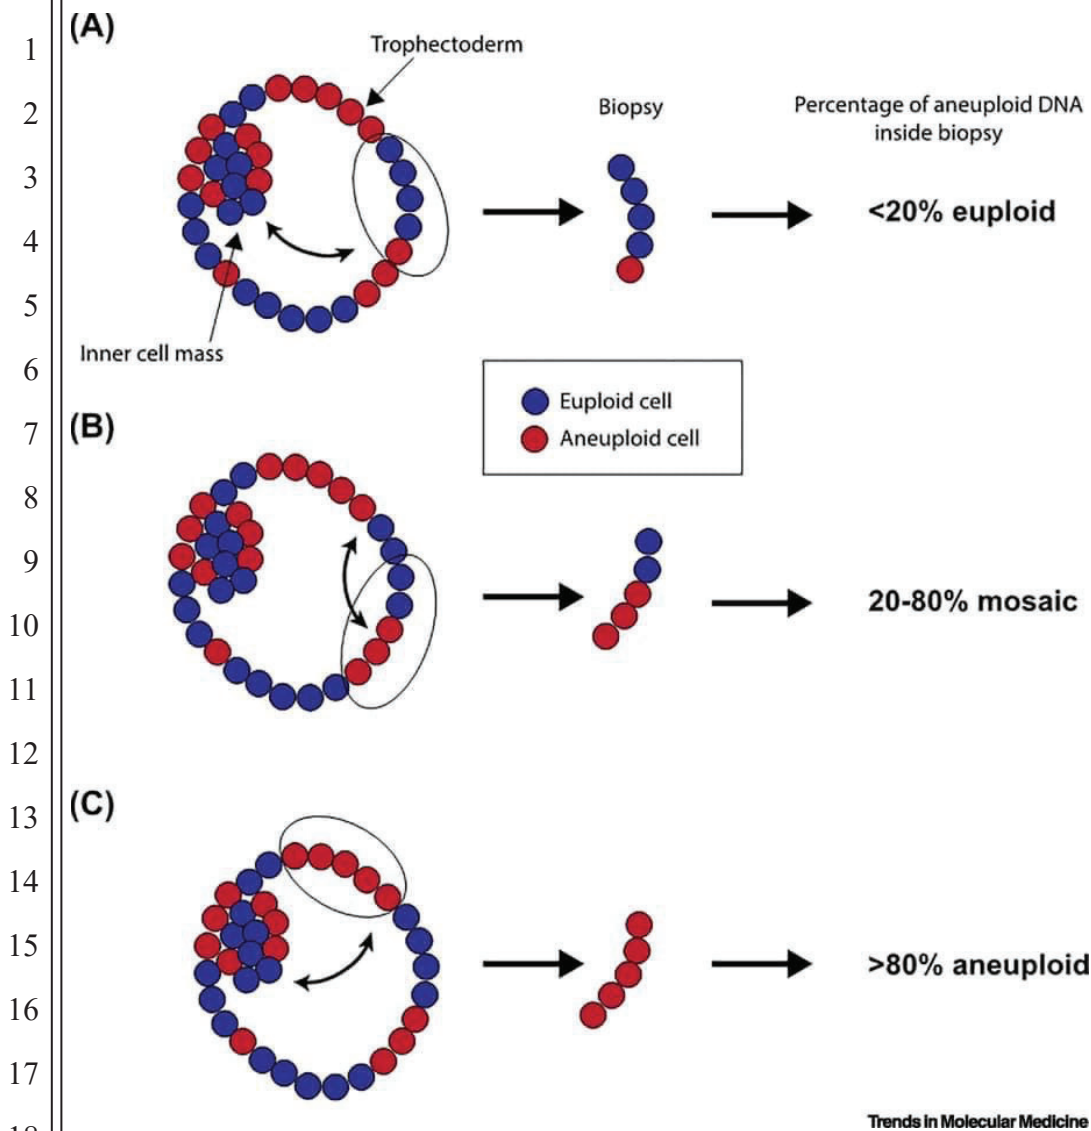 (A)
1
Trophectoderm
2
Biopsy
Percentage of aneuploid DNA
inside biopsy
3
<20% euploid
4
5
Inner cell mass
6
Euploid cell
7
(B)
Aneuploid cell
8
9
20-80% mosaic
10
11
12
(C)
13
14
15
>80% aneuploid
16
17
Trends in Molecular Medicine